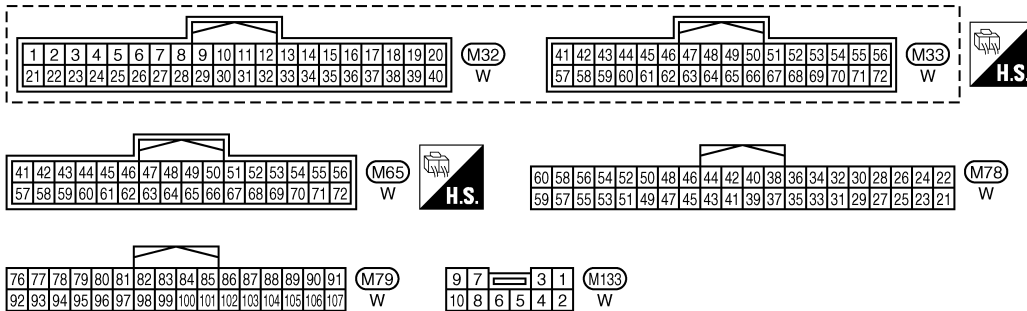 1 2 3 4 5 6 7 8 9 10 11 12 13 14 15 16 17 18 19 20 M32
21 22 23 24 25 26 27 28 29 30 31 32 33 34 35 36 37 38 39 40 W
41 42 43 44 45 46 47 48 49 50 51 52 53 54 55 56 M33
57 58 59 60 61 62 63 64 65 66 67 68 69 70 71 72 W
H.S.
41 42 43 44 45 46 47 48 49 50 51 52 53 54 55 56 M65
57 58 59 60 61 62 63 64 65 66 67 68 69 70 71 72 W
H.S.
60 58 56 54 52 50 48 46 44 42 40 38 36 34 32 30 28 26 24 22 M78
59 57 55 53 51 49 47 45 43 41 39 37 35 33 31 29 27 25 23 21 W
76 77 78 79 80 81 82 83 84 85 86 87 88 89 90 91 M79
92 93 94 95 96 97 98 99 100 101 102 103 104 105 106 107 W
9 7 3 1 M133
10 8 6 5 4 2 W